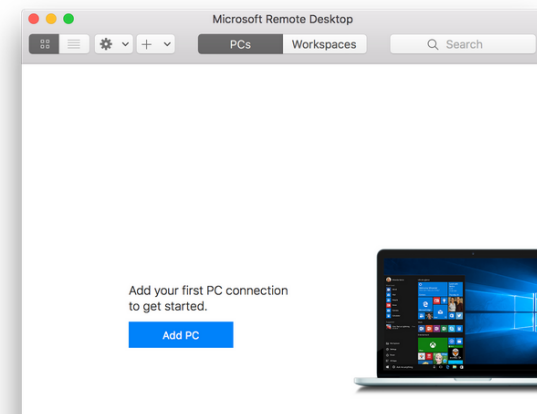 Microsoft Remote Desktop
PCs
Workspaces
Search
Add your first PC connection
to get started.
Add PC